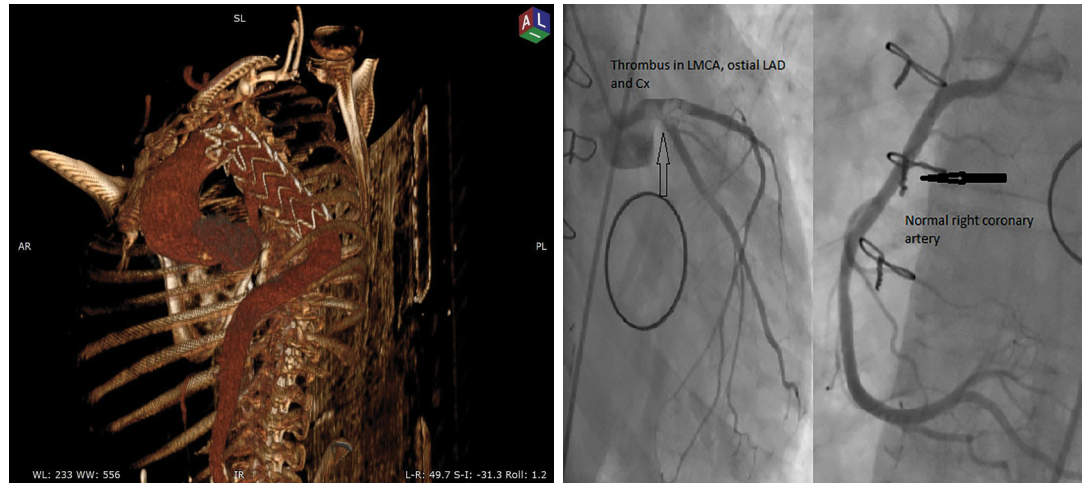 SL
A L
I
AR
PL
WL: 233 WW: 556
IR
L-R: 49.7 S-I: -31.3 Roll: 1.2
Thrombus in LMCA, ostial LAD
and Cx
Normal right coronary
artery